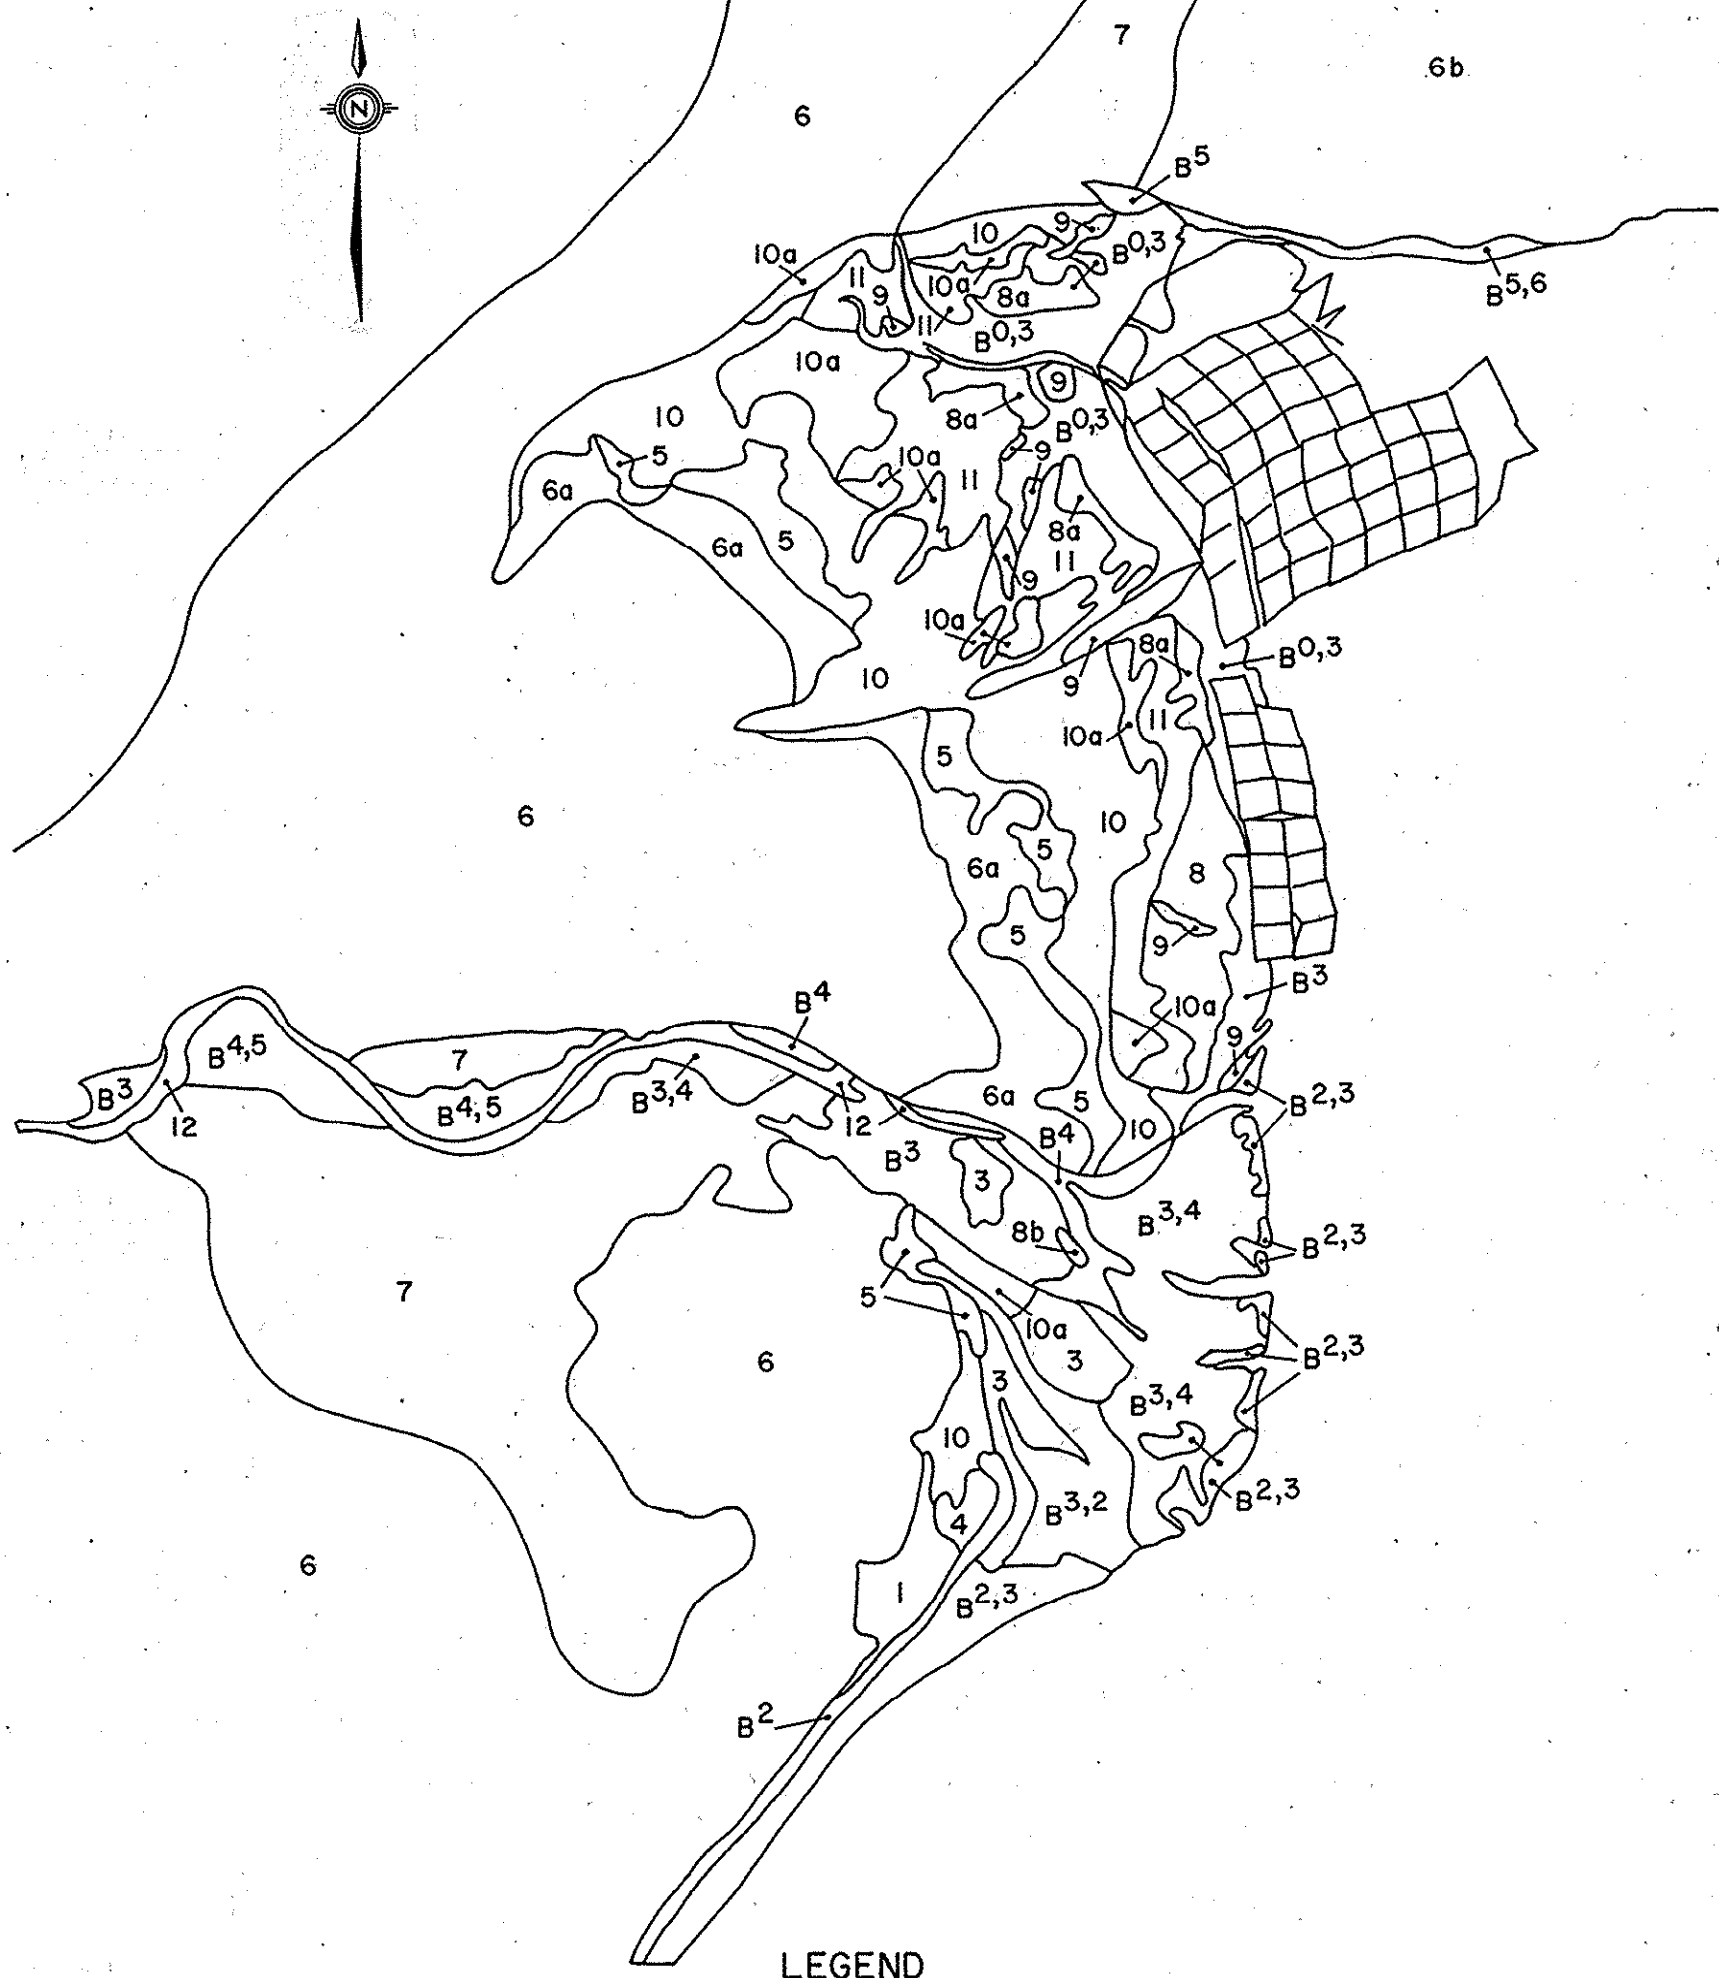 7
6b
6
N
B⁵
9
10
B⁰,³
10a
11
9
10a
8a
B⁵,⁶
11
B⁰,³
10a
9
8a
10
B⁰,³
5
10a
9
11
6a
8a
6a
5
11
9
10a
8a
B⁰,³
10
9
11
10a
5
6
10
5
6a
8
5
9
B³
B⁴
10a
9
B⁴,⁵
7
B³
6a
5
B²,³
B⁴,⁵
B³,⁴
12
12
10
B⁴
B³
3
B³,⁴
8b
B²,³
7
5
10a
6
3
B²,³
3
B³,⁴
10
B²,³
B³,²
4
6
1
B²,³
B²
LEGEND